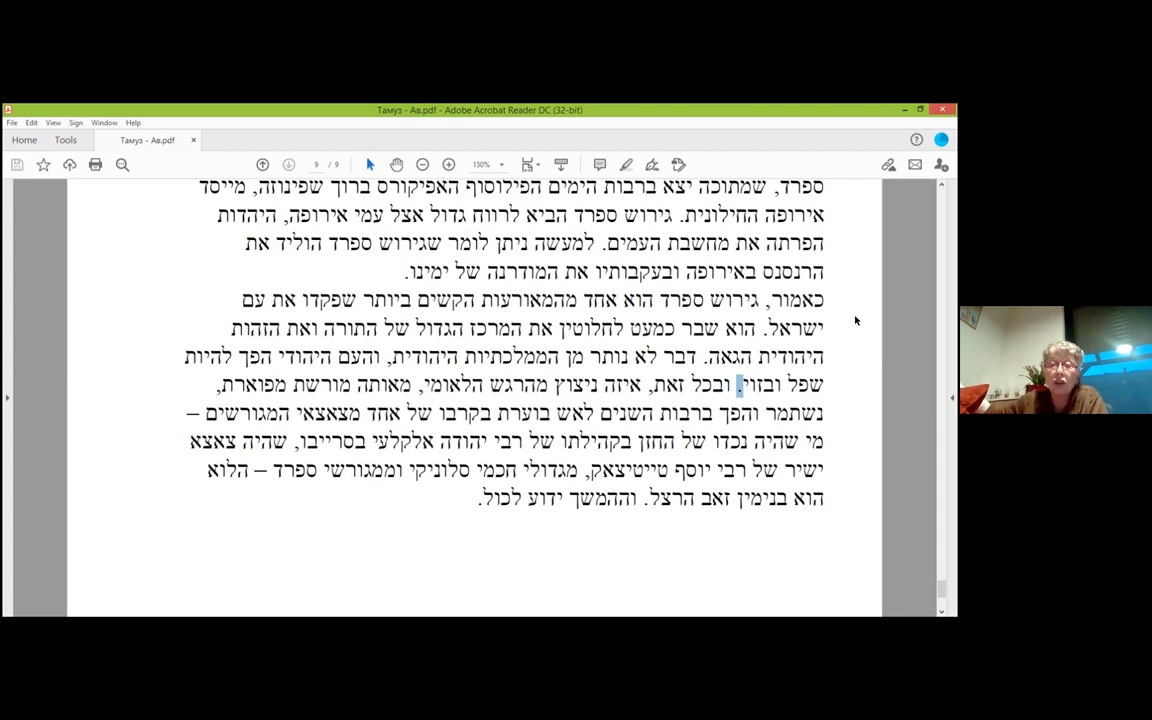 Тамуз - Ав.pdf - Adobe Acrobat Reader DC (32-bit)
File Edit View Sign Window Help
Home Tools Тамуз - Ав.pdf ×
9 / 9 150%
ספרד, שמתוכה יצא ברבות הימים הפילוסוף האפיקורס ברוך שפינוזה, מייסד
אירופה החילונית. גירוש ספרד הביא לרווח גדול אצל עמי אירופה, היהדות
הפרתה את מחשבת העמים. למעשה ניתן לומר שגירוש ספרד הוליד את
הרנסנס באירופה ובעקבותיו את המודרנה של ימינו.
כאמור, גירוש ספרד הוא אחד מהמאורעות הקשים ביותר שפקדו את עם
ישראל. הוא שבר כמעט לחלוטין את המרכז הגדול של התורה ואת הזהות
היהודית הגאה. דבר לא נותר מן הממלכתיות היהודית, והעם היהודי הפך להיות
שפל ובזוי. ובכל זאת, איזה ניצוץ מהרגש הלאומי, מאותה מורשת מפוארת,
נשתמר והפך ברבות השנים לאש בוערת בקרבו של אחד מצאצאי המגורשים –
מי שהיה נכדו של החזן בקהילתו של רבי יהודה אלקלעי בסרייבו, שהיה צאצא
ישיר של רבי יוסף טייטיצאק, מגדולי חכמי סלוניקי וממגורשי ספרד – הלוא
הוא בנימין זאב הרצל. וההמשך ידוע לכול.